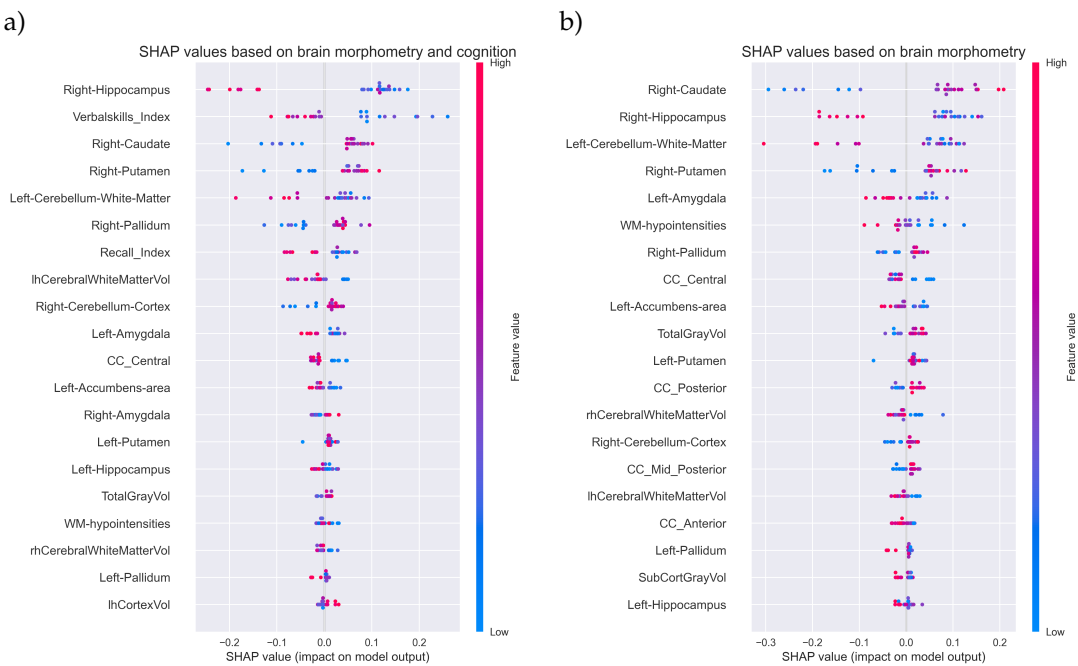 a)
SHAP values based on brain morphometry and cognition
High
Right-Hippocampus
Verbalskills_Index
Right-Caudate
Right-Putamen
Left-Cerebellum-White-Matter
Right-Pallidum
Recall_Index
lhCerebralWhiteMatterVol
Right-Cerebellum-Cortex
Left-Amygdala
CC_Central
Left-Accumbens-area
Right-Amygdala
Left-Putamen
Left-Hippocampus
TotalGrayVol
WM-hypointensities
rhCerebralWhiteMatterVol
Left-Pallidum
lhCortexVol
Feature value
Low
−0.2 −0.1 0.0 0.1 0.2
SHAP value (impact on model output)
b)
SHAP values based on brain morphometry
High
Right-Caudate
Right-Hippocampus
Left-Cerebellum-White-Matter
Right-Putamen
Left-Amygdala
WM-hypointensities
Right-Pallidum
CC_Central
Left-Accumbens-area
TotalGrayVol
Left-Putamen
CC_Posterior
rhCerebralWhiteMatterVol
Right-Cerebellum-Cortex
CC_Mid_Posterior
lhCerebralWhiteMatterVol
CC_Anterior
Left-Pallidum
SubCortGrayVol
Left-Hippocampus
Feature value
Low
−0.3 −0.2 −0.1 0.0 0.1 0.2
SHAP value (impact on model output)